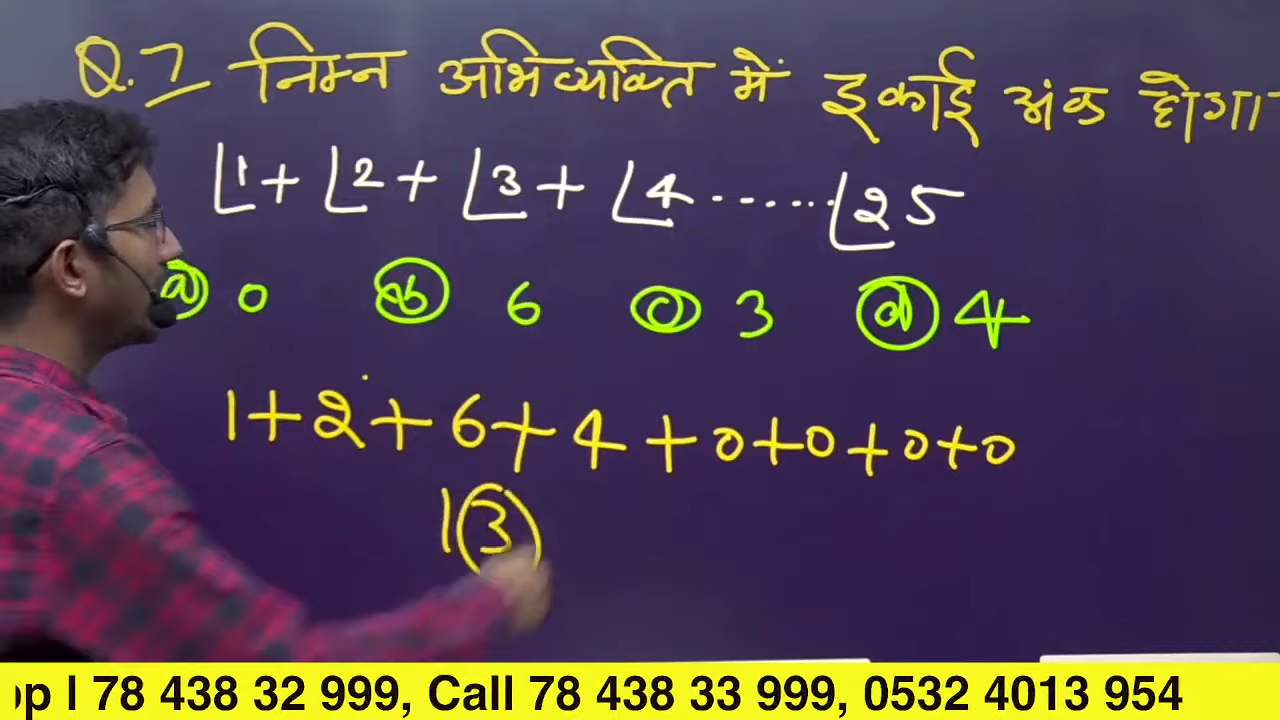 Q.7 निम्न अभिव्यक्ति में इकाई अंक होगा
⌊1 + ⌊2 + ⌊3 + ⌊4 ......⌊25
(a) 0 (b) 6 (c) 3 (d) 4
1+2+6+4+0+0+0+0
13
pp l 78 438 32 999, Call 78 438 33 999, 0532 4013 954